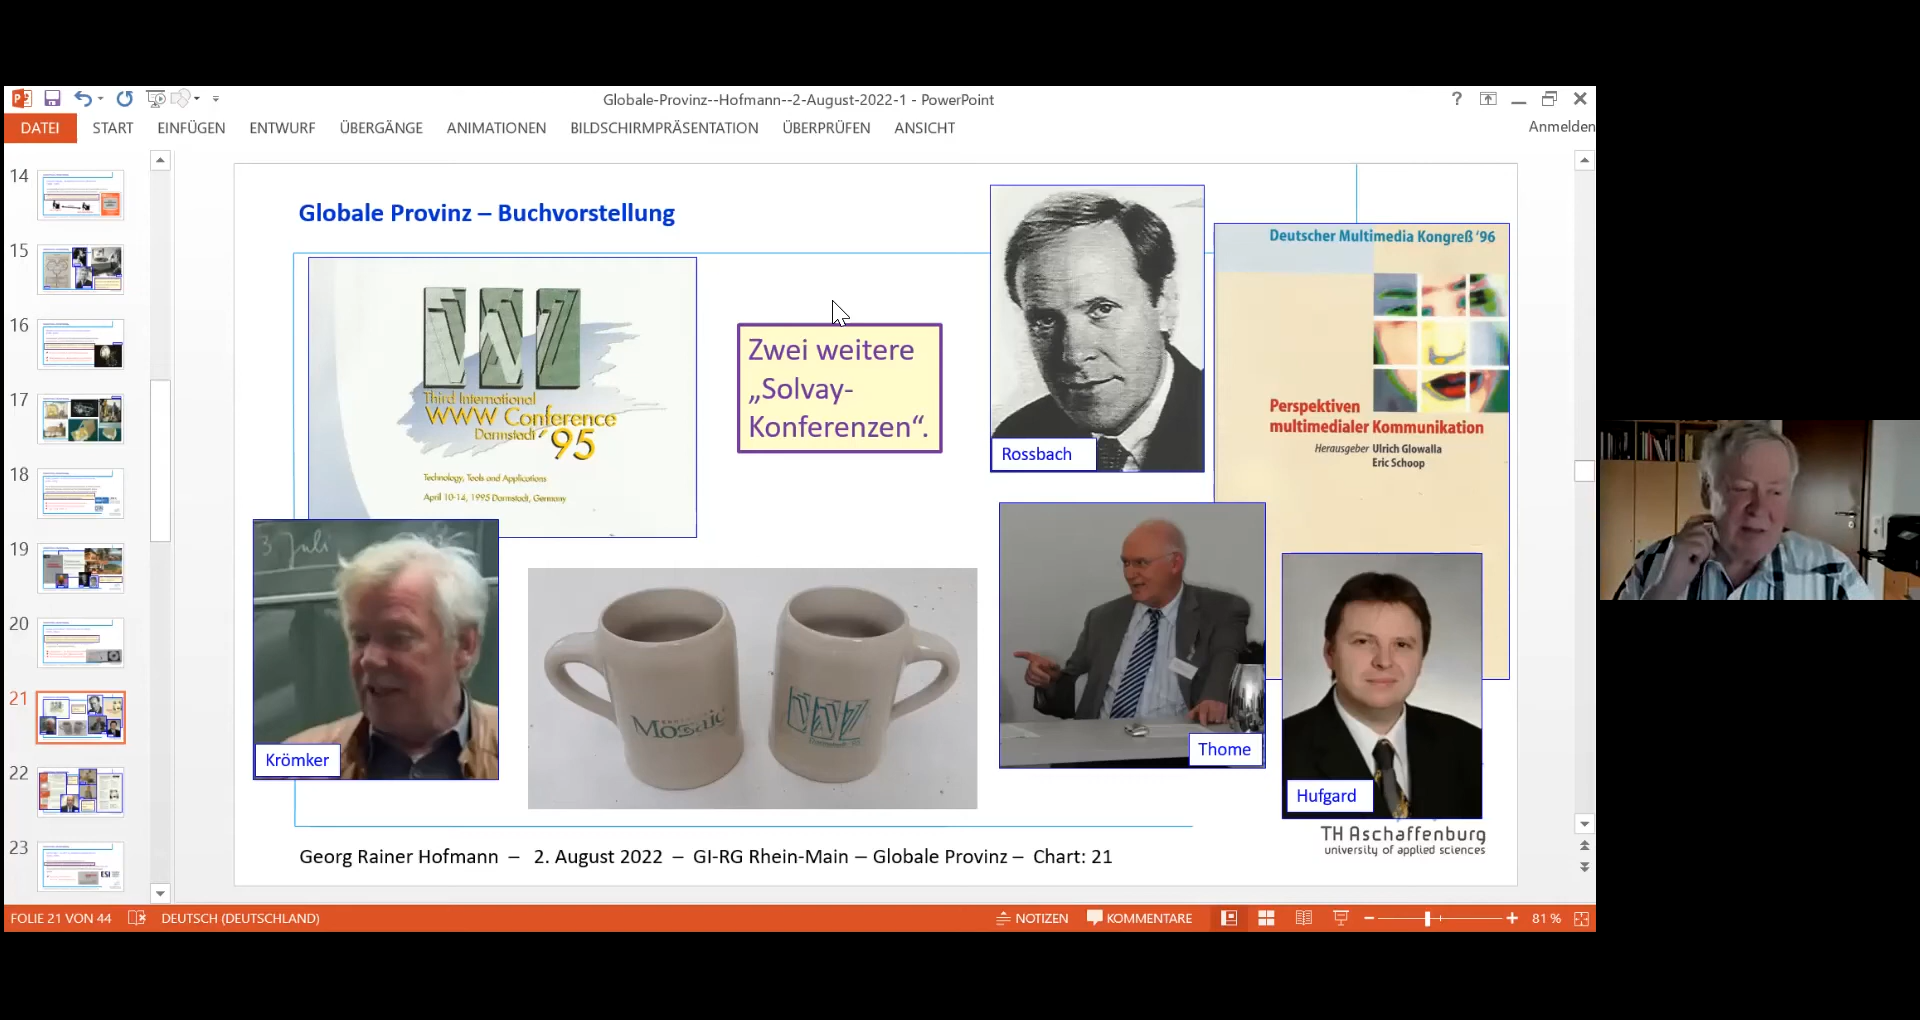 Globale-Provinz--Hofmann--2-August-2022-1 - PowerPoint
?
DATEI START EINFÜGEN ENTWURF ÜBERGÄNGE ANIMATIONEN BILDSCHIRMPRÄSENTATION ÜBERPRÜFEN ANSICHT
Anmelden
14
15
16
17
18
19
20
21
22
23
Globale Provinz – Buchvorstellung
Third International
WWW Conference
Darmstadt '95
Technology, Tools and Applications
April 10-14, 1995 Darmstadt, Germany
Zwei weitere
„Solvay-
Konferenzen“.
Rossbach
Deutscher Multimedia Kongreß '96
Perspektiven
multimedialer Kommunikation
Herausgeber Ulrich Glowalla
Eric Schoop
3 Juli
Krömker
Mosaic
Darmstadt '95
Thome
Hufgard
TH Aschaffenburg
university of applied sciences
Georg Rainer Hofmann – 2. August 2022 – GI-RG Rhein-Main – Globale Provinz – Chart: 21
FOLIE 21 VON 44 DEUTSCH (DEUTSCHLAND) NOTIZEN KOMMENTARE 81 %